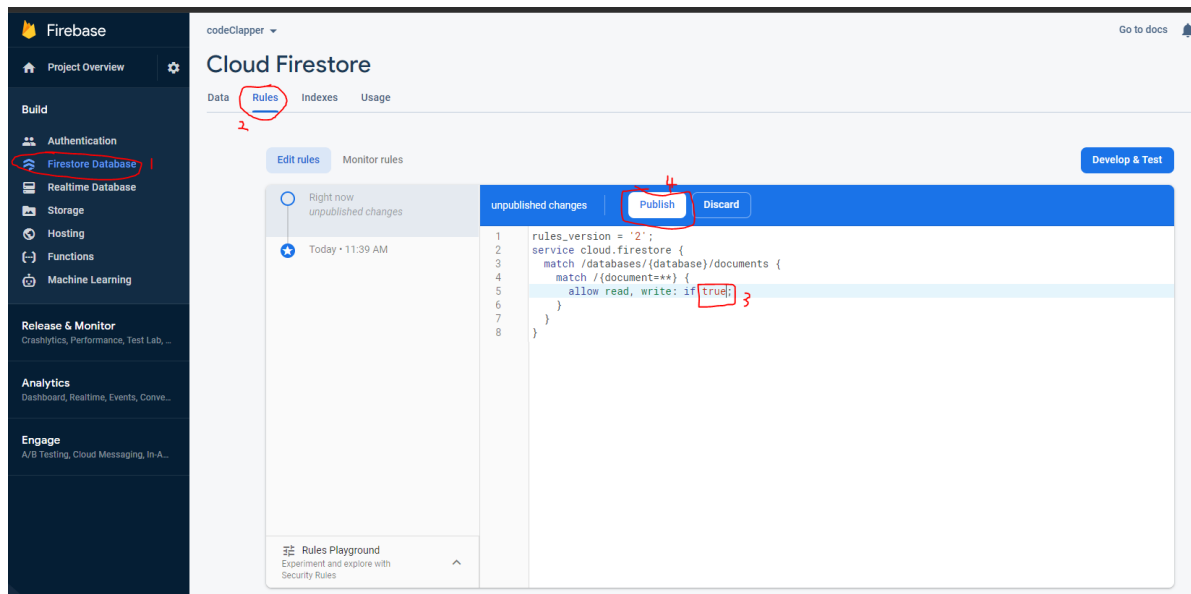 Firebase
Project Overview
Build
Authentication
Firestore Database 1
Realtime Database
Storage
Hosting
Functions
Machine Learning
Release & Monitor
Crashlytics, Performance, Test Lab, ...
Analytics
Dashboard, Realtime, Events, Conve...
Engage
A/B Testing, Cloud Messaging, In-A...
codeClapper
Go to docs
Cloud Firestore
Data Rules Indexes Usage
2
Edit rules Monitor rules
Develop & Test
Right now
unpublished changes
Today • 11:39 AM
Rules Playground
Experiment and explore with
Security Rules
4
unpublished changes Publish Discard
1 rules_version = '2';
2 service cloud.firestore {
3 match /databases/{database}/documents {
4 match /{document=**} {
5 allow read, write: if true; 3
6 }
7 }
8 }